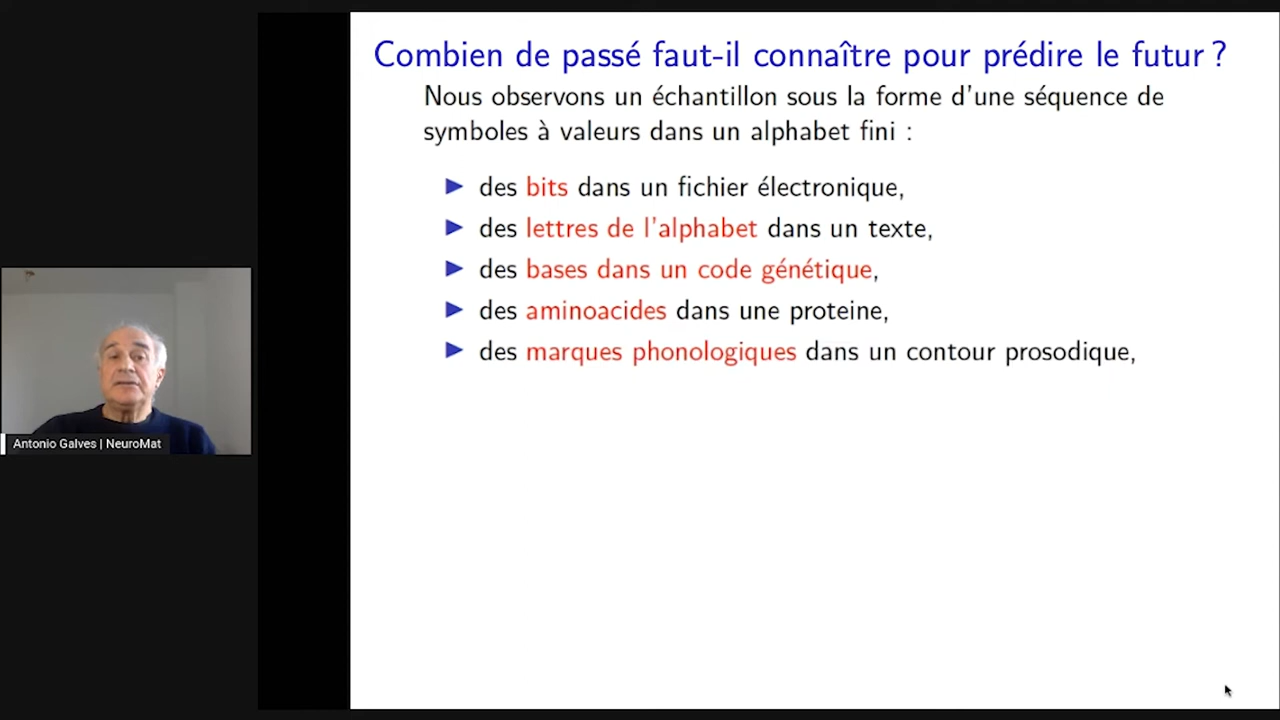 Combien de passé faut-il connaître pour prédire le futur ?
Nous observons un échantillon sous la forme d'une séquence de
symboles à valeurs dans un alphabet fini :
▶ des bits dans un fichier électronique,
▶ des lettres de l'alphabet dans un texte,
▶ des bases dans un code génétique,
▶ des aminoacides dans une proteine,
▶ des marques phonologiques dans un contour prosodique,
Antonio Galves | NeuroMat